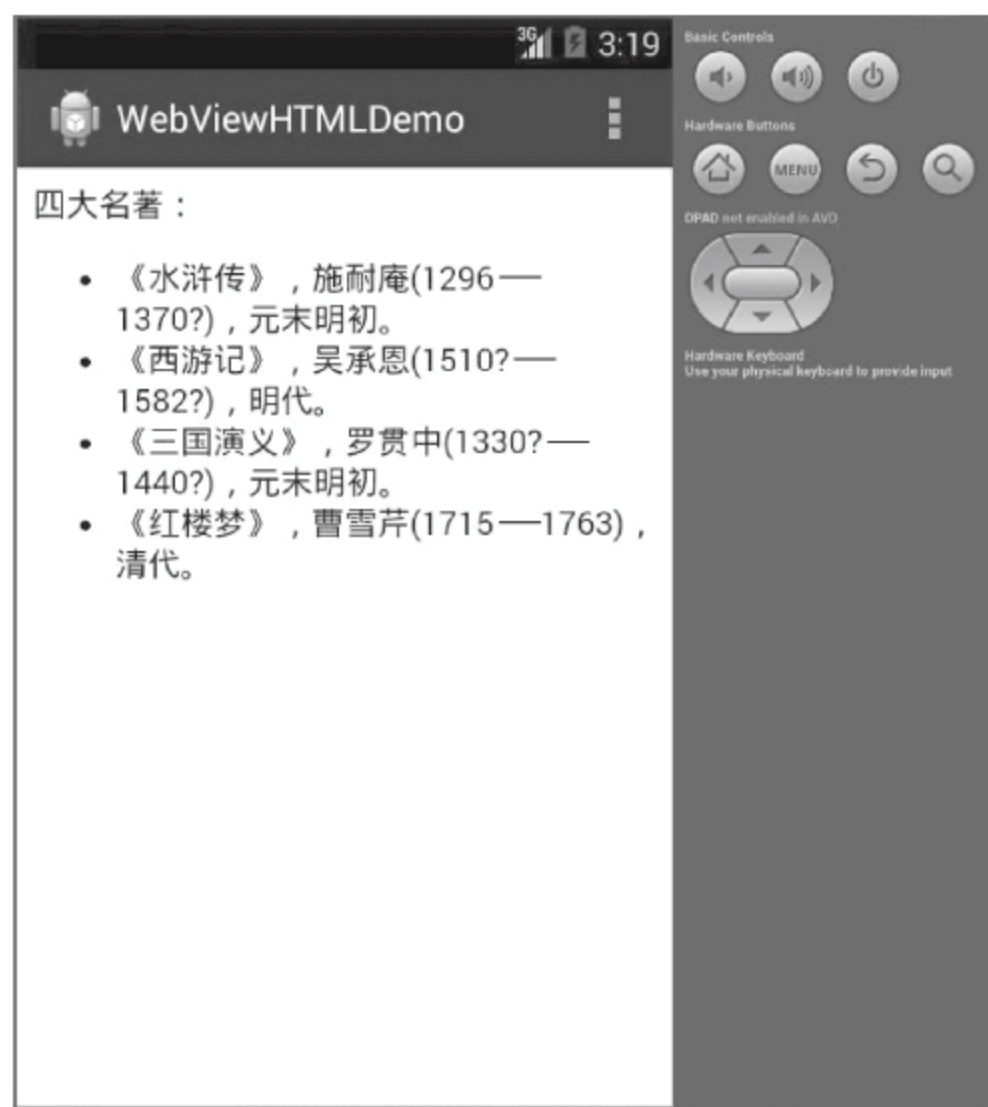 3G 3:19
WebViewHTMLDemo
四大名著：
• 《水浒传》，施耐庵(1296——
1370?)，元末明初。
• 《西游记》，吴承恩(1510?——
1582?)，明代。
• 《三国演义》，罗贯中(1330?——
1440?)，元末明初。
• 《红楼梦》，曹雪芹(1715——1763)，
清代。
Basic Controls
Hardware Buttons
MENU
DPAD not enabled in AVD
Hardware Keyboard
Use your physical keyboard to provide input